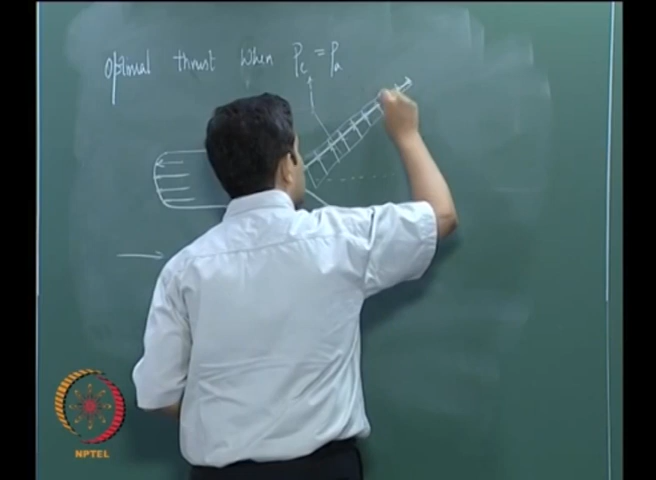 optimal thrust when Pe = Pa
NPTEL